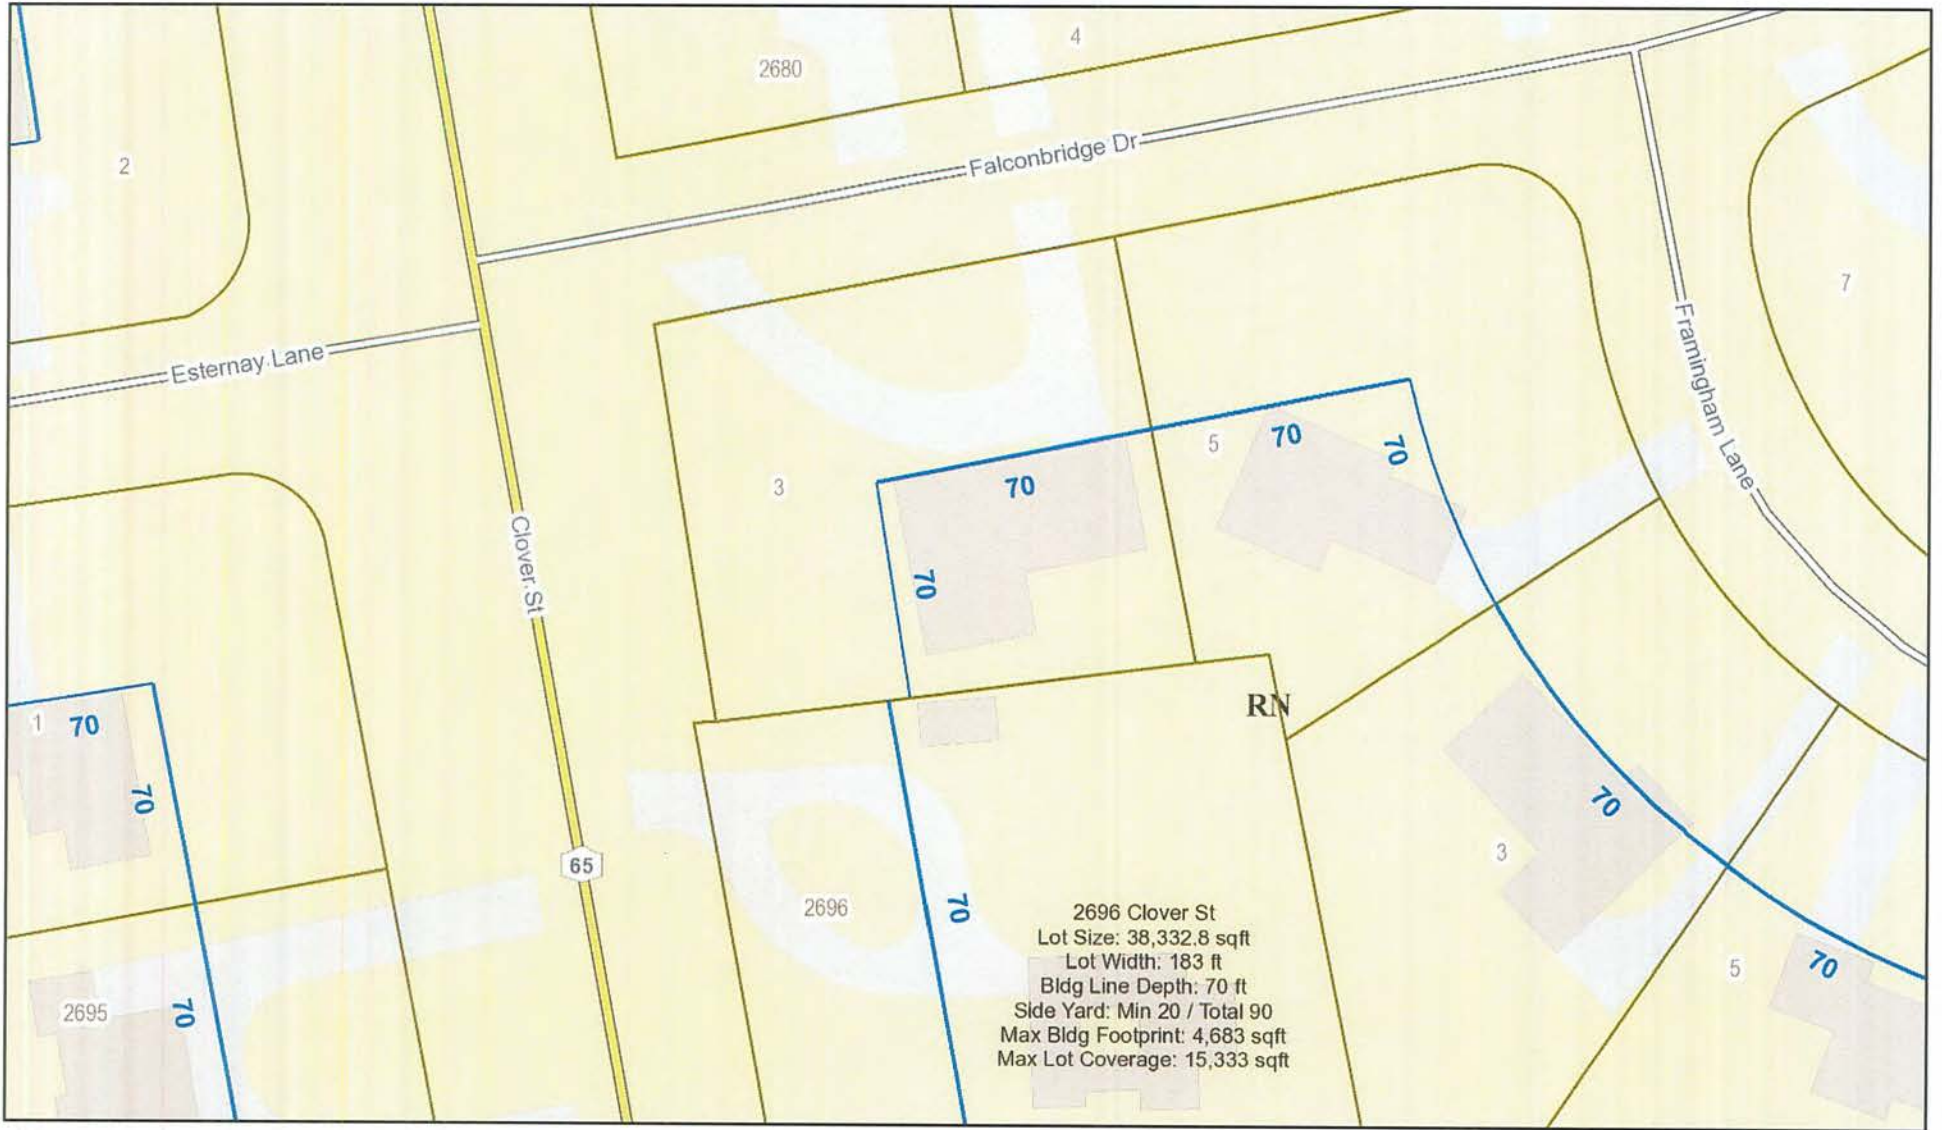 4
2680
2
Falconbridge Dr
7
Esternay Lane
Framingham Lane
5
70
70
3
70
Clover St
70
RN
1
70
70
70
65
3
2696
70
2696 Clover St
Lot Size: 38,332.8 sqft
Lot Width: 183 ft
Bldg Line Depth: 70 ft
Side Yard: Min 20 / Total 90
Max Bldg Footprint: 4,683 sqft
Max Lot Coverage: 15,333 sqft
5
70
2695
70